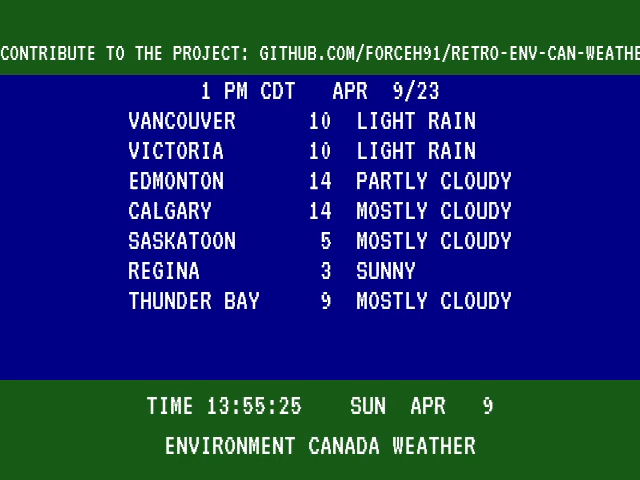 CONTRIBUTE TO THE PROJECT: GITHUB.COM/FORCEH91/RETRO-ENV-CAN-WEATHE
1 PM CDT APR 9/23
VANCOUVER 10 LIGHT RAIN
VICTORIA 10 LIGHT RAIN
EDMONTON 14 PARTLY CLOUDY
CALGARY 14 MOSTLY CLOUDY
SASKATOON 5 MOSTLY CLOUDY
REGINA 3 SUNNY
THUNDER BAY 9 MOSTLY CLOUDY
TIME 13:55:25 SUN APR 9
ENVIRONMENT CANADA WEATHER